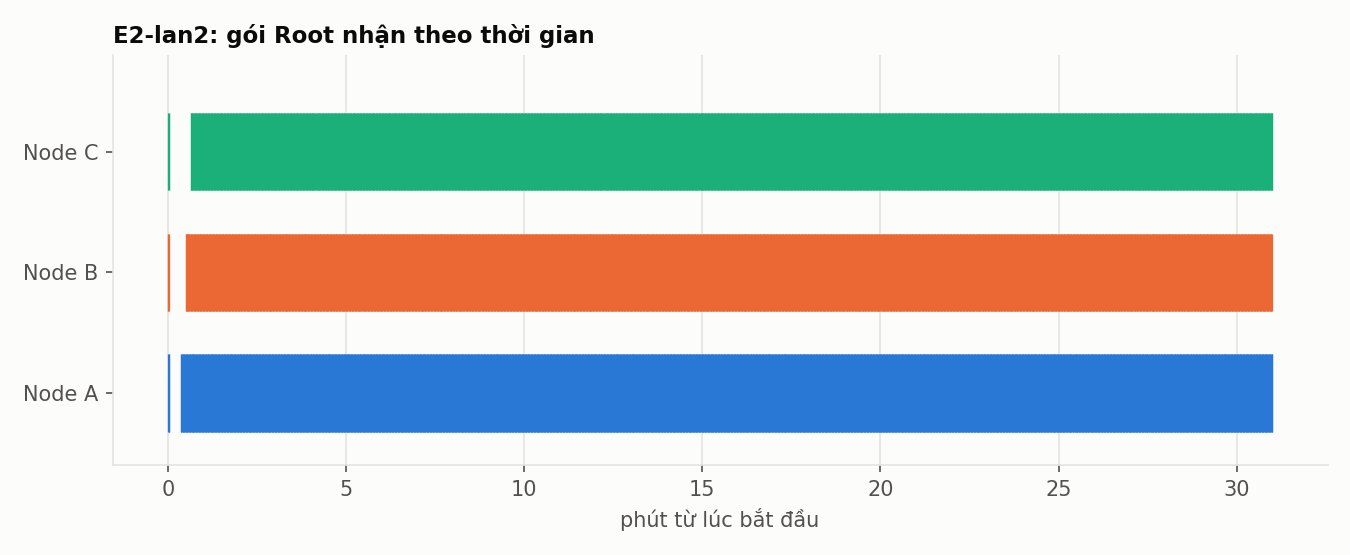 E2-lan2: gói Root nhận theo thời gian
Node C
Node B
Node A
0 5 10 15 20 25 30
phút từ lúc bắt đầu